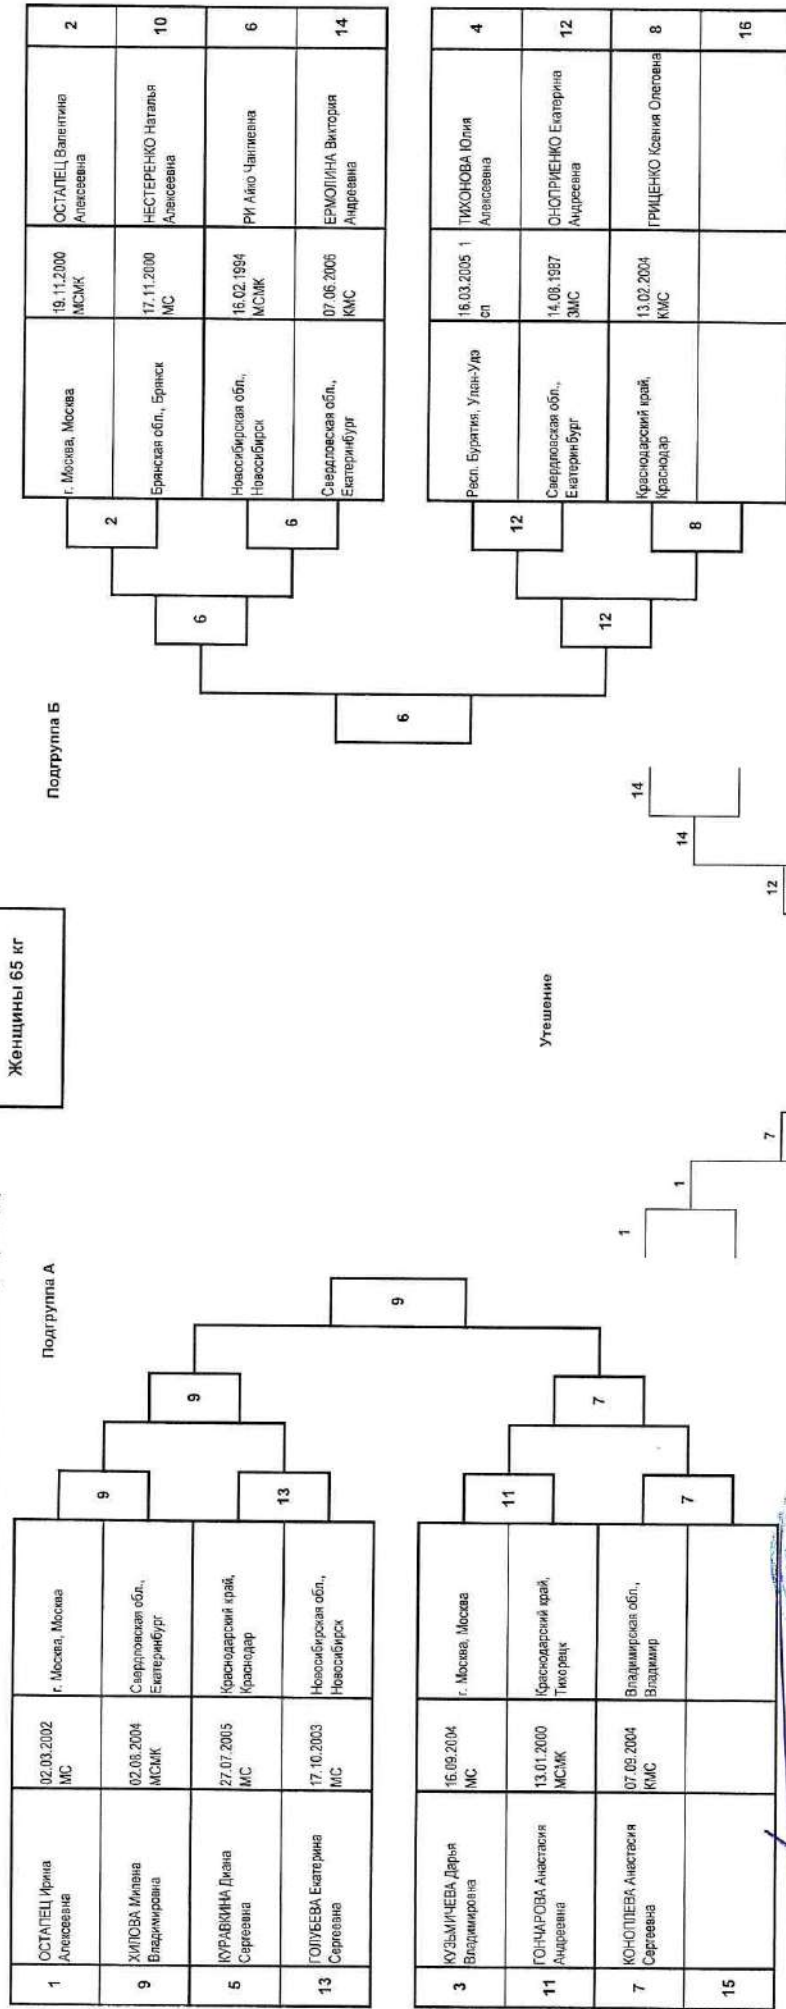 Женщины 65 кг
Подгруппа А
1
ОСТАПЕЦ Ирина
Алексеевна
02.03.2002
МС
г. Москва, Москва
9
ХИЛОВА Милена
Владимировна
02.08.2004
МСМК
Свердловская обл.,
Екатеринбург
5
КУРАВКИНА Диана
Сергеевна
27.07.2005
МС
Краснодарский край,
Краснодар
13
ГОЛУБЕВА Екатерина
Сергеевна
17.10.2003
МС
Новосибирская обл.,
Новосибирск
9
13
9
9
3
КУЗЬМИЧЕВА Дарья
Владимировна
16.09.2004
МС
г. Москва, Москва
11
ГОНЧАРОВА Анастасия
Андреевна
13.01.2000
МСМК
Краснодарский край,
Тихорецк
7
КОНОПЛЕВА Анастасия
Сергеевна
07.09.2004
КМС
Владимирская обл.,
Владимир
15
11
7
7
Подгруппа Б
19.11.2000
МСМК
г. Москва, Москва
ОСТАПЕЦ Валентина
Алексеевна
2
Брянская обл., Брянск
17.11.2000
МС
НЕСТЕРЕНКО Наталья
Алексеевна
10
Новосибирская обл.,
Новосибирск
16.02.1994
МСМК
РИ Айко Чангиевна
6
Свердловская обл.,
Екатеринбург
07.06.2006
КМС
ЕРМОЛИНА Виктория
Андреевна
14
2
6
6
6
Респ. Бурятия, Улан-Удэ
16.03.2005 1
сп
ТИХОНОВА Юлия
Алексеевна
4
Свердловская обл.,
Екатеринбург
14.08.1987
ЗМС
ОНОПРИЕНКО Екатерина
Андреевна
12
Краснодарский край,
Краснодар
13.02.2004
КМС
ГРИЦЕНКО Ксения Олеговна
8
16
12
8
12
Утешение
1
1
7
14
14
12